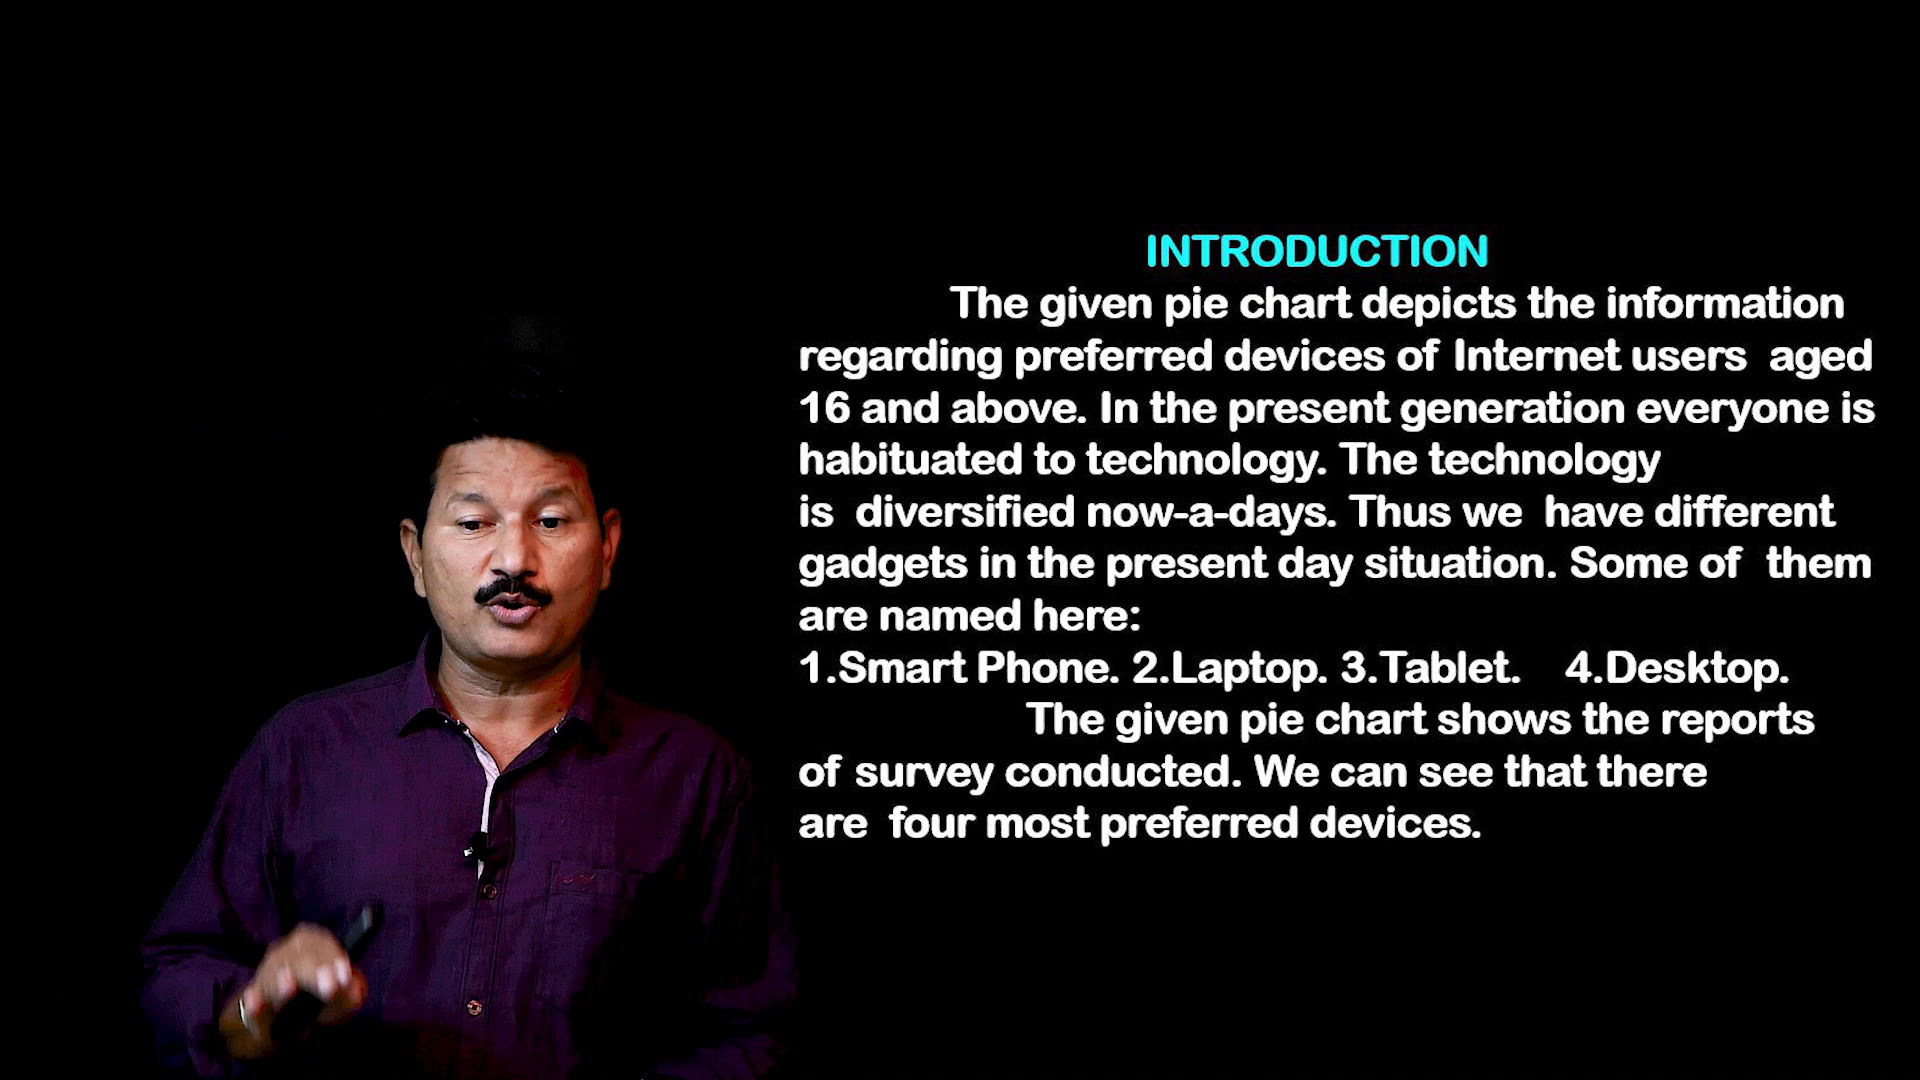 INTRODUCTION
The given pie chart depicts the information
regarding preferred devices of Internet users aged
16 and above. In the present generation everyone is
habituated to technology. The technology
is diversified now-a-days. Thus we have different
gadgets in the present day situation. Some of them
are named here:
1.Smart Phone. 2.Laptop. 3.Tablet. 4.Desktop.
The given pie chart shows the reports
of survey conducted. We can see that there
are four most preferred devices.